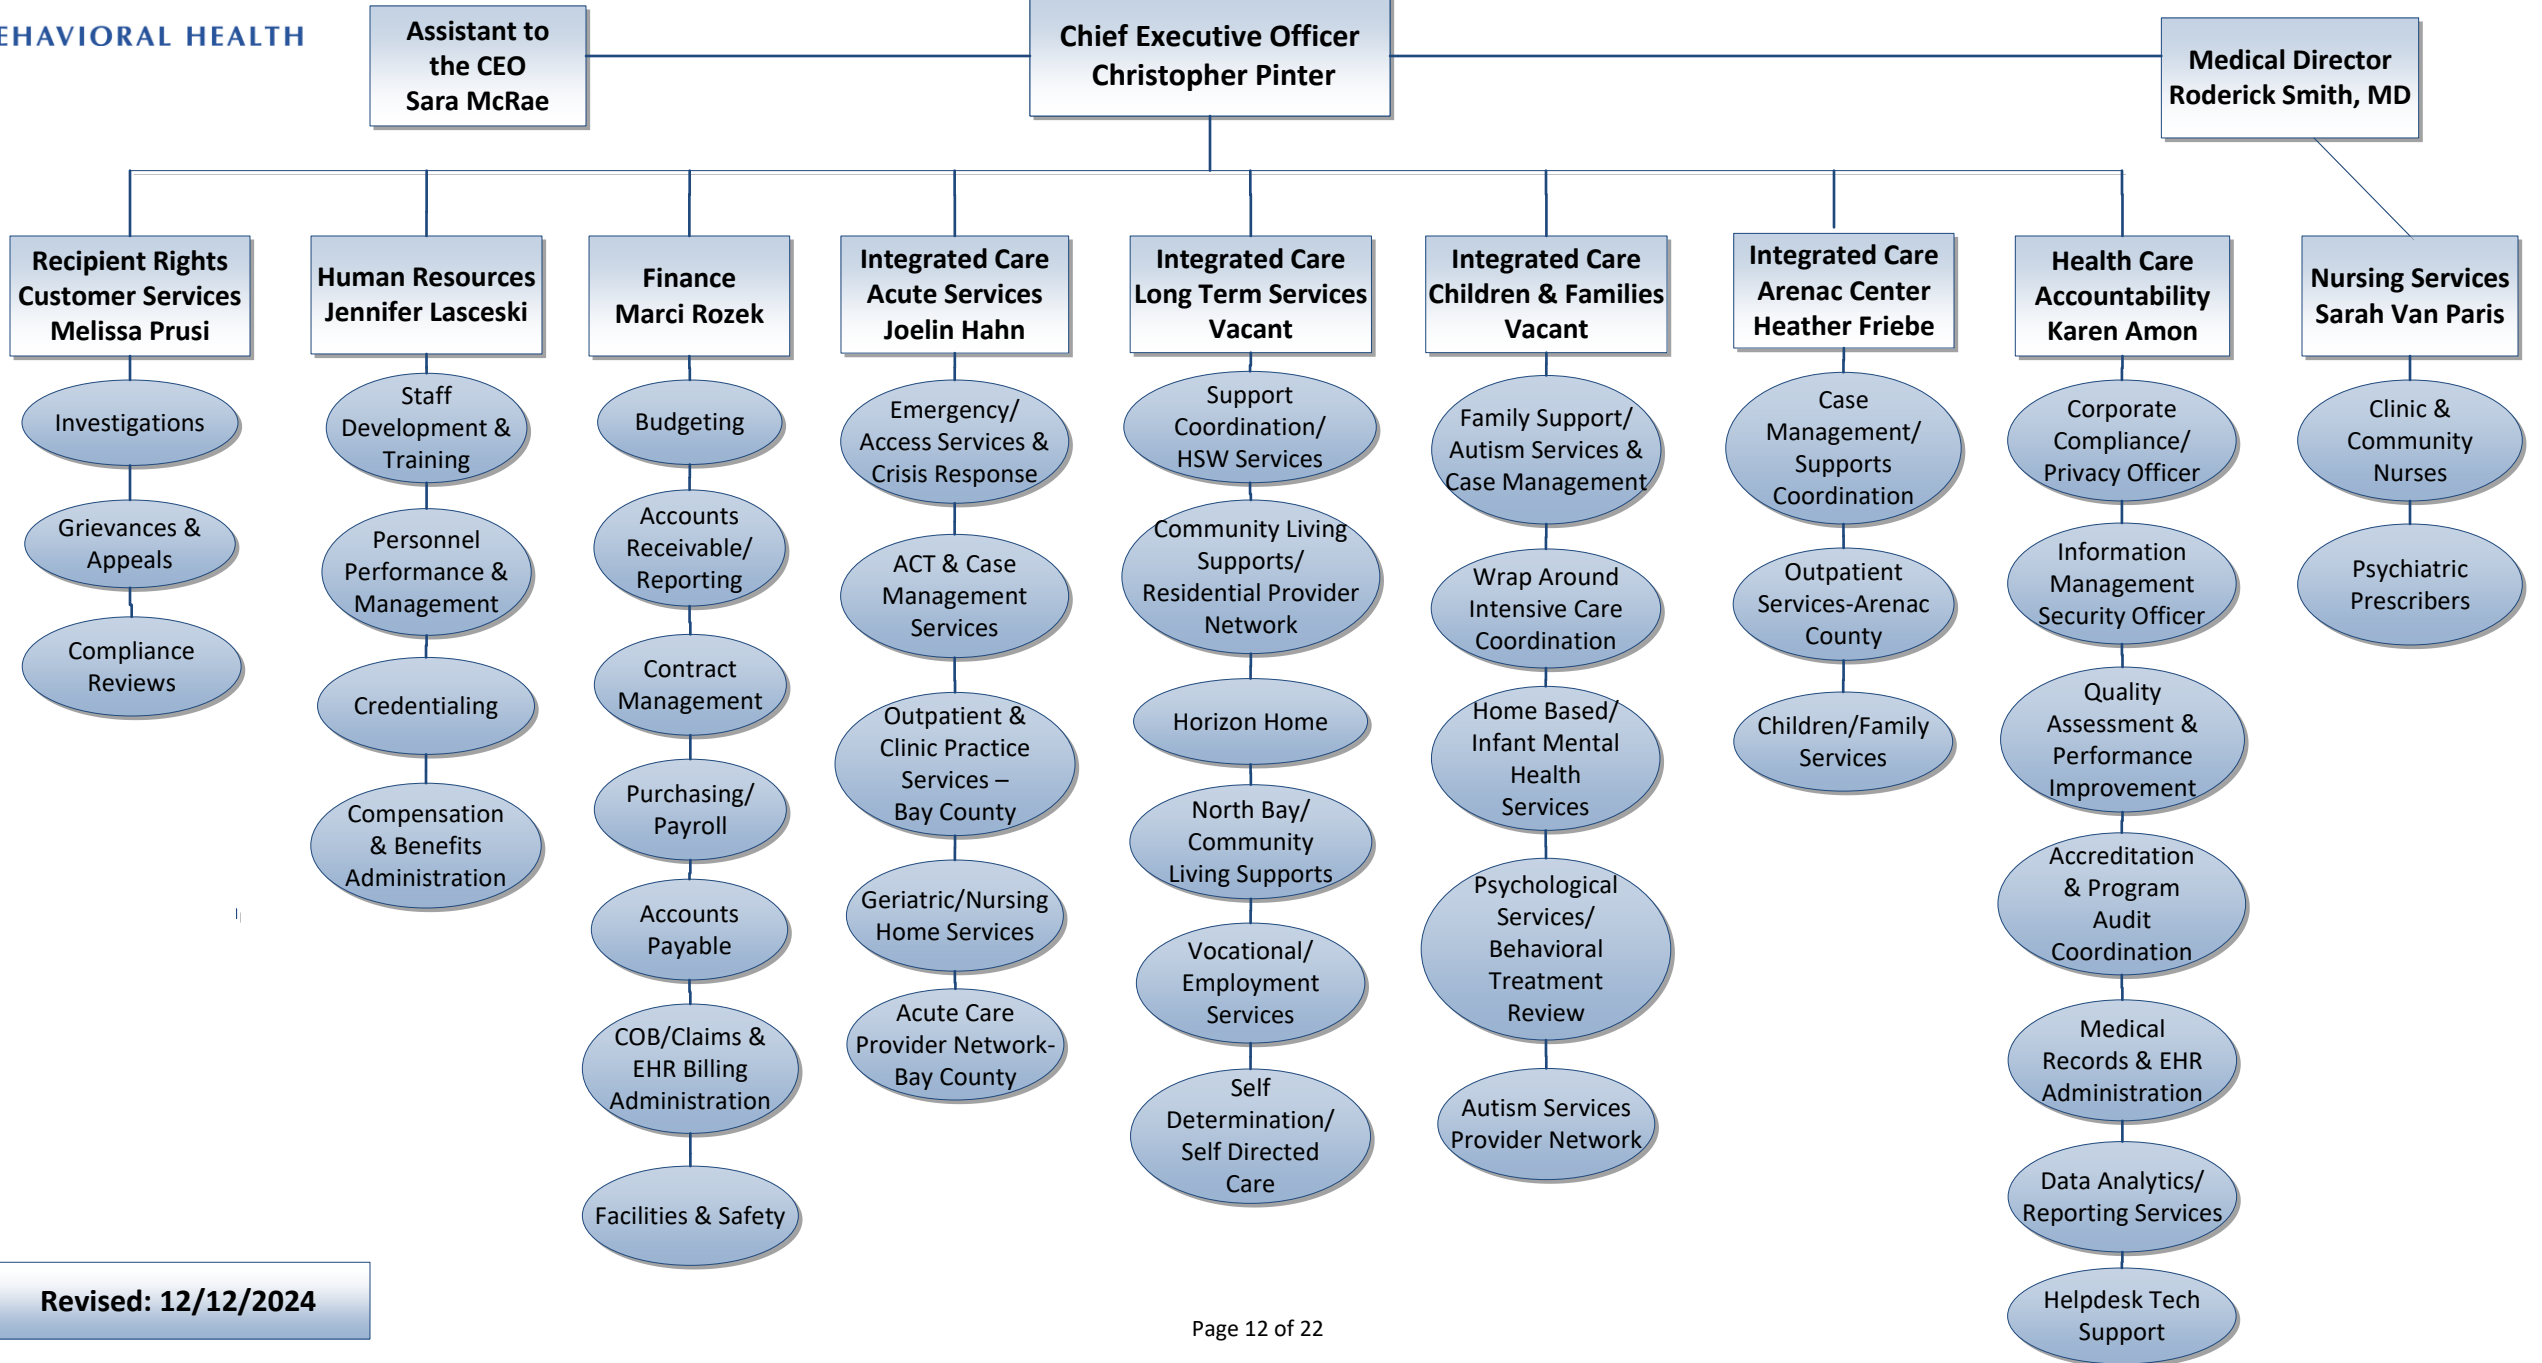 EHAVIORAL HEALTH
Assistant to
the CEO
Sara McRae
Chief Executive Officer
Christopher Pinter
Medical Director
Roderick Smith, MD
Recipient Rights
Customer Services
Melissa Prusi
Investigations
Grievances &
Appeals
Compliance
Reviews
Human Resources
Jennifer Lasceski
Staff
Development &
Training
Personnel
Performance &
Management
Credentialing
Compensation
& Benefits
Administration
Finance
Marci Rozek
Budgeting
Accounts
Receivable/
Reporting
Contract
Management
Purchasing/
Payroll
Accounts
Payable
COB/Claims &
EHR Billing
Administration
Facilities & Safety
Integrated Care
Acute Services
Joelin Hahn
Emergency/
Access Services &
Crisis Response
ACT & Case
Management
Services
Outpatient &
Clinic Practice
Services –
Bay County
Geriatric/Nursing
Home Services
Acute Care
Provider Network-
Bay County
Integrated Care
Long Term Services
Vacant
Support
Coordination/
HSW Services
Community Living
Supports/
Residential Provider
Network
Horizon Home
North Bay/
Community
Living Supports
Vocational/
Employment
Services
Self
Determination/
Self Directed
Care
Integrated Care
Children & Families
Vacant
Family Support/
Autism Services &
Case Management
Wrap Around
Intensive Care
Coordination
Home Based/
Infant Mental
Health
Services
Psychological
Services/
Behavioral
Treatment
Review
Autism Services
Provider Network
Integrated Care
Arenac Center
Heather Friebe
Case
Management/
Supports
Coordination
Outpatient
Services-Arenac
County
Children/Family
Services
Health Care
Accountability
Karen Amon
Corporate
Compliance/
Privacy Officer
Information
Management
Security Officer
Quality
Assessment &
Performance
Improvement
Accreditation
& Program
Audit
Coordination
Medical
Records & EHR
Administration
Data Analytics/
Reporting Services
Helpdesk Tech
Support
Nursing Services
Sarah Van Paris
Clinic &
Community
Nurses
Psychiatric
Prescribers
Revised: 12/12/2024
Page 12 of 22